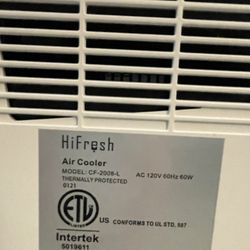 HiFresh
Air Cooler
MODEL: CF-2008-L AC 120V 60Hz 60W
THERMALLY PROTECTED
0121
ETL
US CONFORMS TO UL STD. 507
Intertek
5019611